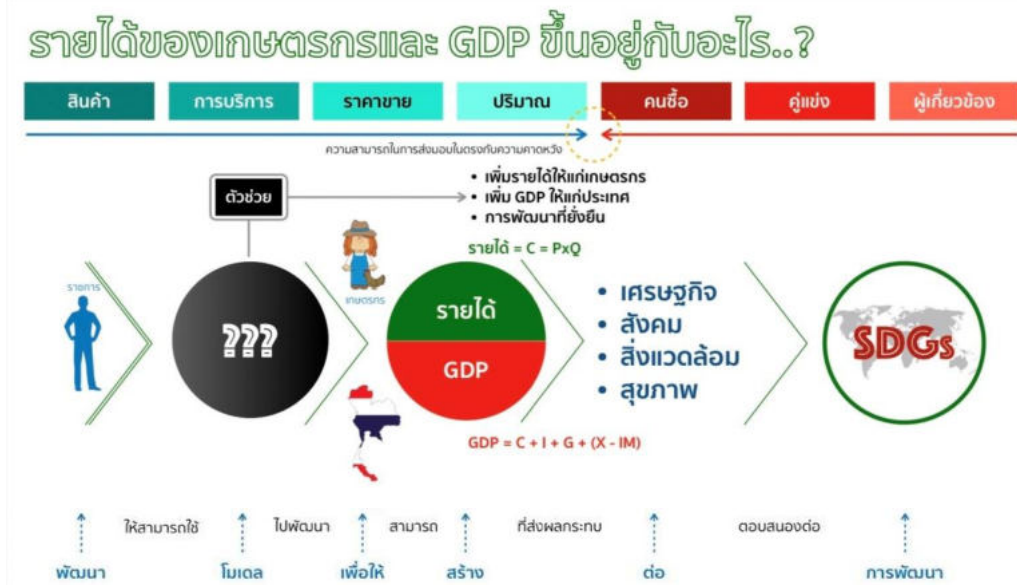 รายได้ของเกษตรกรและ GDP ขึ้นอยู่กับอะไร..?
สินค้า การบริการ ราคาขาย ปริมาณ คนซื้อ คู่แข่ง ผู้เกี่ยวข้อง
ความสามารถในการส่งมอบในตรงกับความคาดหวัง
ตัวช่วย
• เพิ่มรายได้ให้แก่เกษตรกร
• เพิ่ม GDP ให้แก่ประเทศ
• การพัฒนาที่ยั่งยืน
รายได้ = C = PxQ
ราชการ
???
เกษตรกร
รายได้
GDP
• เศรษฐกิจ
• สังคม
• สิ่งแวดล้อม
• สุขภาพ
SDGs
GDP = C + I + G + (X - IM)
ให้สามารถใช้ ไปพัฒนา สามารถ ที่ส่งผลกระทบ ตอบสนองต่อ
พัฒนา โมเดล เพื่อให้ สร้าง ต่อ การพัฒนา